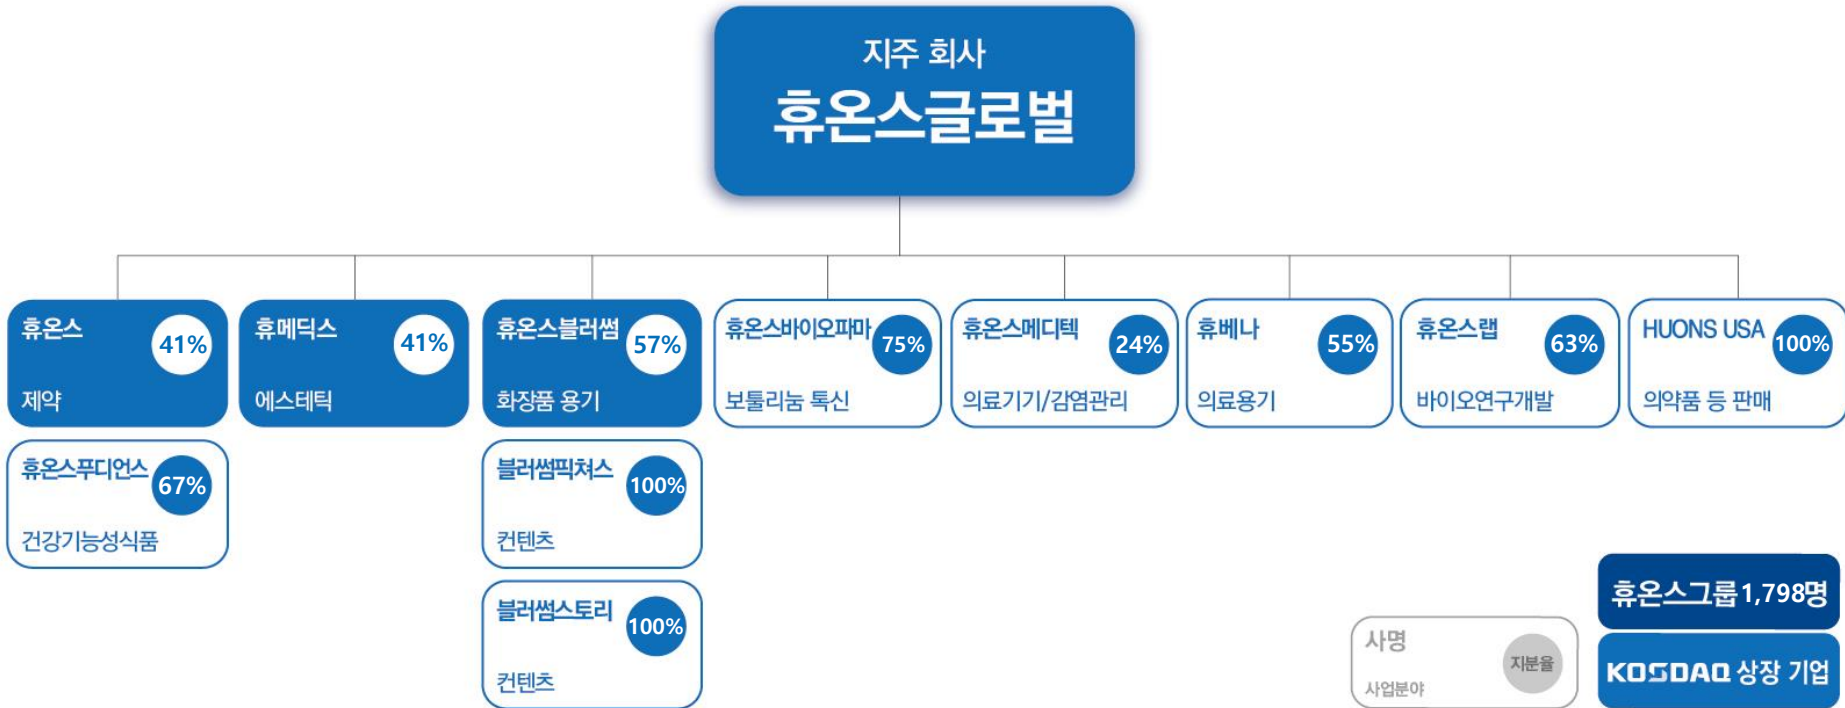 지주 회사
휴온스글로벌
휴온스
41%
제약
휴메딕스
41%
에스테틱
휴온스블러썸
57%
화장품 용기
휴온스바이오파마
75%
보툴리눔 톡신
휴온스메디텍
24%
의료기기/감염관리
휴베나
55%
의료용기
휴온스랩
63%
바이오연구개발
HUONS USA
100%
의약품 등 판매
휴온스푸디언스
67%
건강기능성식품
블러썸픽쳐스
100%
컨텐츠
블러썸스토리
100%
컨텐츠
사명
지분율
사업분야
휴온스그룹 1,798명
KOSDAQ 상장 기업